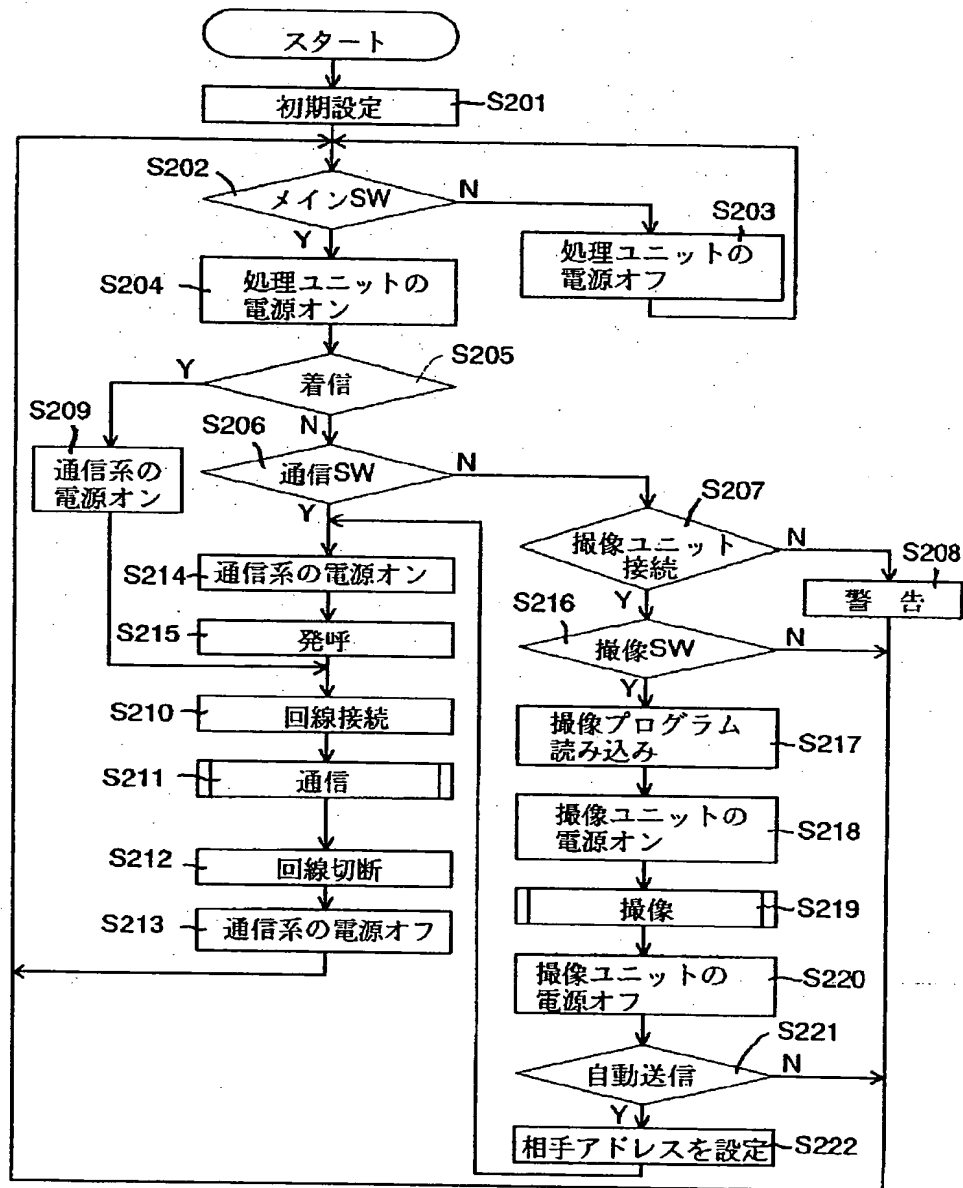 スタート
初期設定
S201
S202
メインSW
N
Y
S203
処理ユニットの
電源オフ
S204
処理ユニットの
電源オン
S205
Y
着信
N
S209
通信系の
電源オン
S206
通信SW
N
Y
S207
撮像ユニット
接続
N
Y
S208
警 告
S214
通信系の電源オン
S215
発呼
S216
撮像SW
N
Y
S210
回線接続
撮像プログラム
読み込み
S217
S211
通信
撮像ユニットの
電源オン
S218
S212
回線切断
撮像
S219
S213
通信系の電源オフ
撮像ユニットの
電源オフ
S220
S221
自動送信
N
Y
相手アドレスを設定
S222